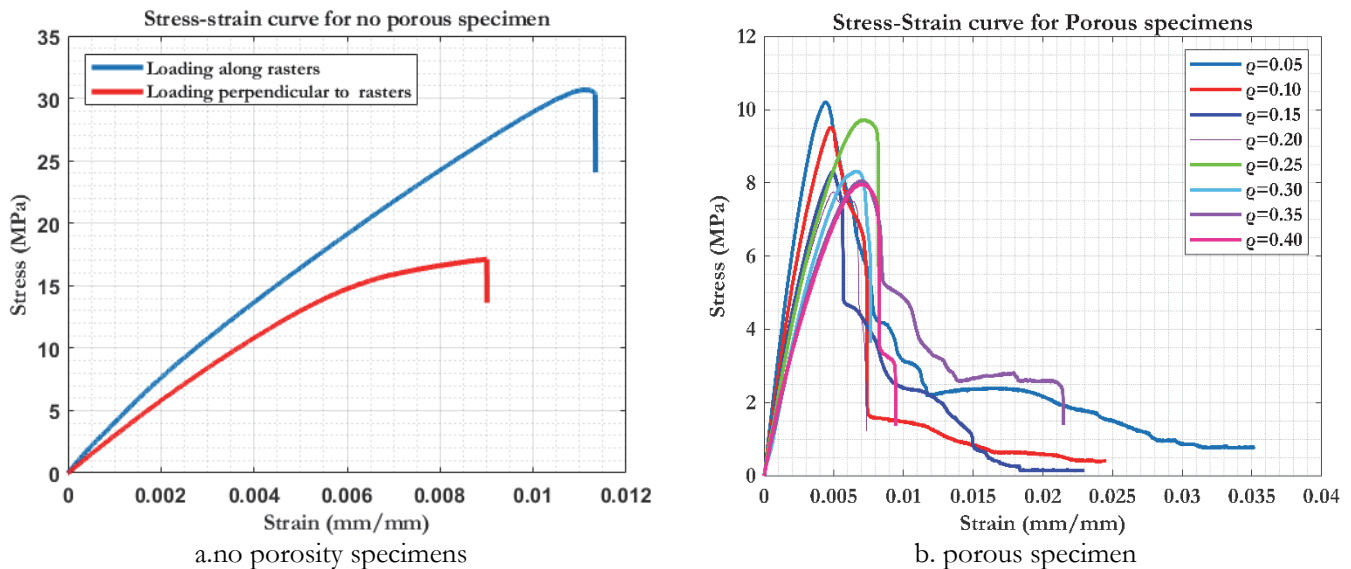 Stress-strain curve for no porous specimen
35
30
25
20
15
10
5
0
Stress (MPa)
Loading along rasters
Loading perpendicular to rasters
0 0.002 0.004 0.006 0.008 0.01 0.012
Strain (mm/mm)
a.no porosity specimens
Stress-Strain curve for Porous specimens
12
10
8
6
4
2
0
Stress (MPa)
ϱ=0.05
ϱ=0.10
ϱ=0.15
ϱ=0.20
ϱ=0.25
ϱ=0.30
ϱ=0.35
ϱ=0.40
0 0.005 0.01 0.015 0.02 0.025 0.03 0.035 0.04
Strain (mm/mm)
b. porous specimen